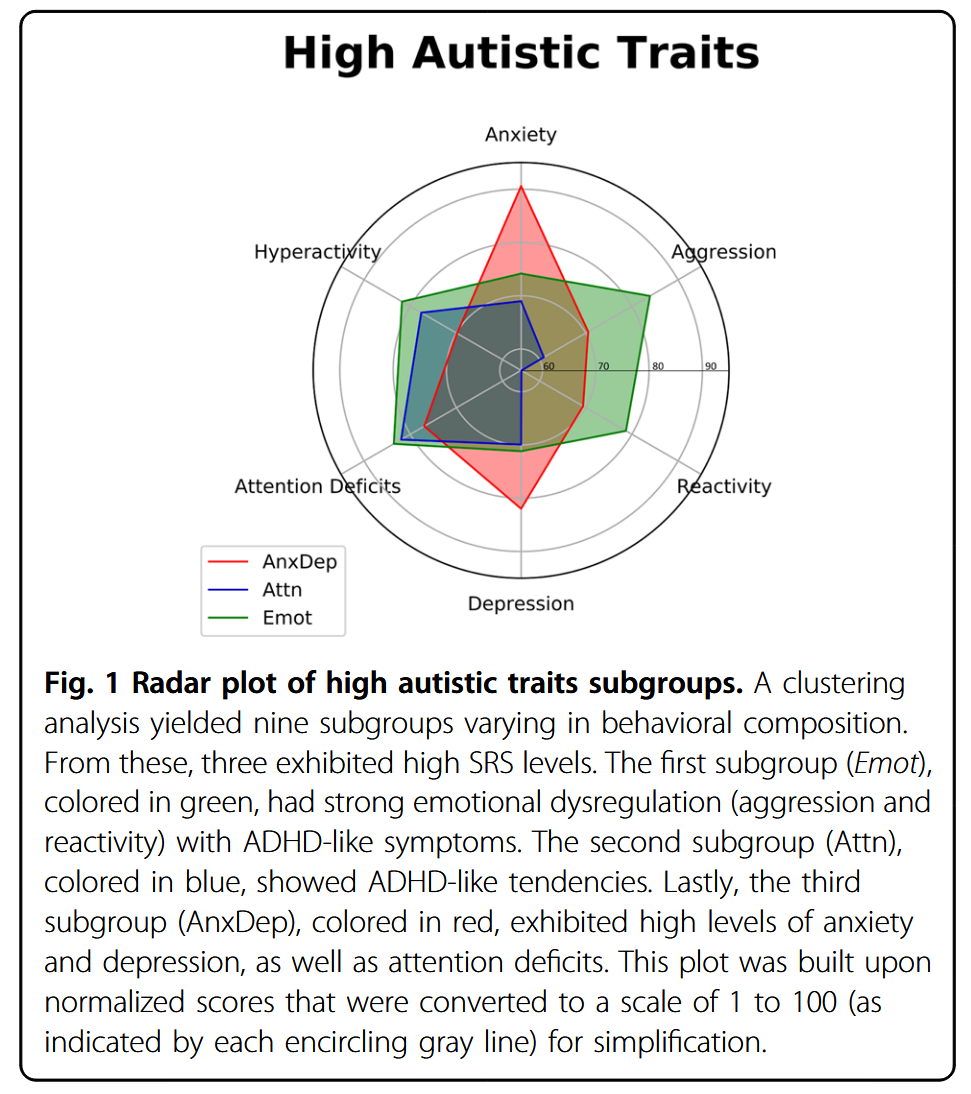 High Autistic Traits
Anxiety
Hyperactivity
Aggression
60 70 80 90
Attention Deficits
Reactivity
AnxDep
Attn
Emot
Depression
Fig. 1 Radar plot of high autistic traits subgroups. A clustering
analysis yielded nine subgroups varying in behavioral composition.
From these, three exhibited high SRS levels. The first subgroup (Emot),
colored in green, had strong emotional dysregulation (aggression and
reactivity) with ADHD-like symptoms. The second subgroup (Attn),
colored in blue, showed ADHD-like tendencies. Lastly, the third
subgroup (AnxDep), colored in red, exhibited high levels of anxiety
and depression, as well as attention deficits. This plot was built upon
normalized scores that were converted to a scale of 1 to 100 (as
indicated by each encircling gray line) for simplification.